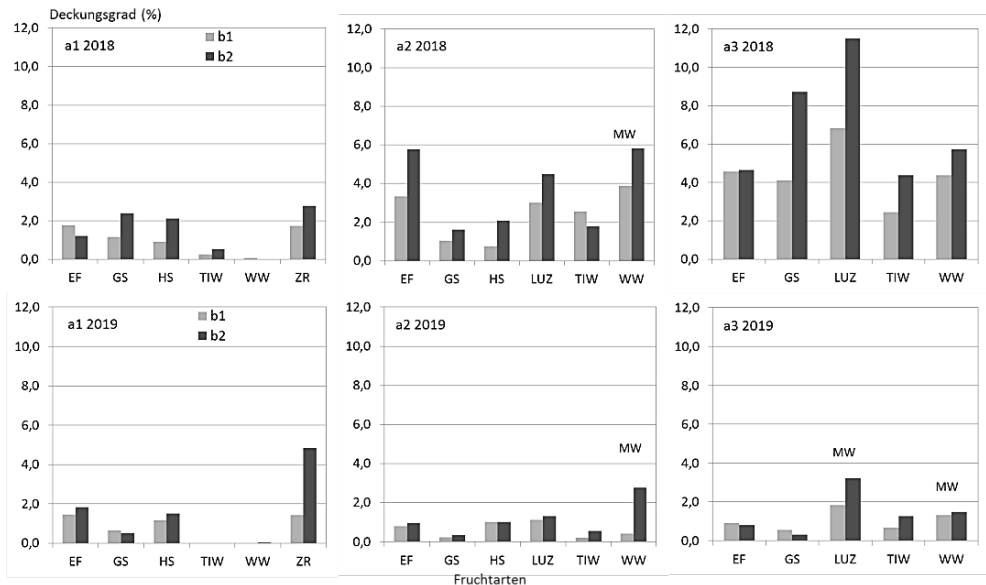 Deckungsgrad (%)
12,0
10,0
8,0
6,0
4,0
2,0
0,0
a1 2018
b1
b2
EF GS HS TIW WW ZR
12,0
10,0
8,0
6,0
4,0
2,0
0,0
a2 2018
MW
EF GS HS LUZ TIW WW
12,0
10,0
8,0
6,0
4,0
2,0
0,0
a3 2018
EF GS LUZ TIW WW
12,0
10,0
8,0
6,0
4,0
2,0
0,0
a1 2019
b1
b2
EF GS HS TIW WW ZR
12,0
10,0
8,0
6,0
4,0
2,0
0,0
a2 2019
MW
EF GS HS LUZ TIW WW
12,0
10,0
8,0
6,0
4,0
2,0
0,0
a3 2019
MW
MW
EF GS LUZ TIW WW
Fruchtarten